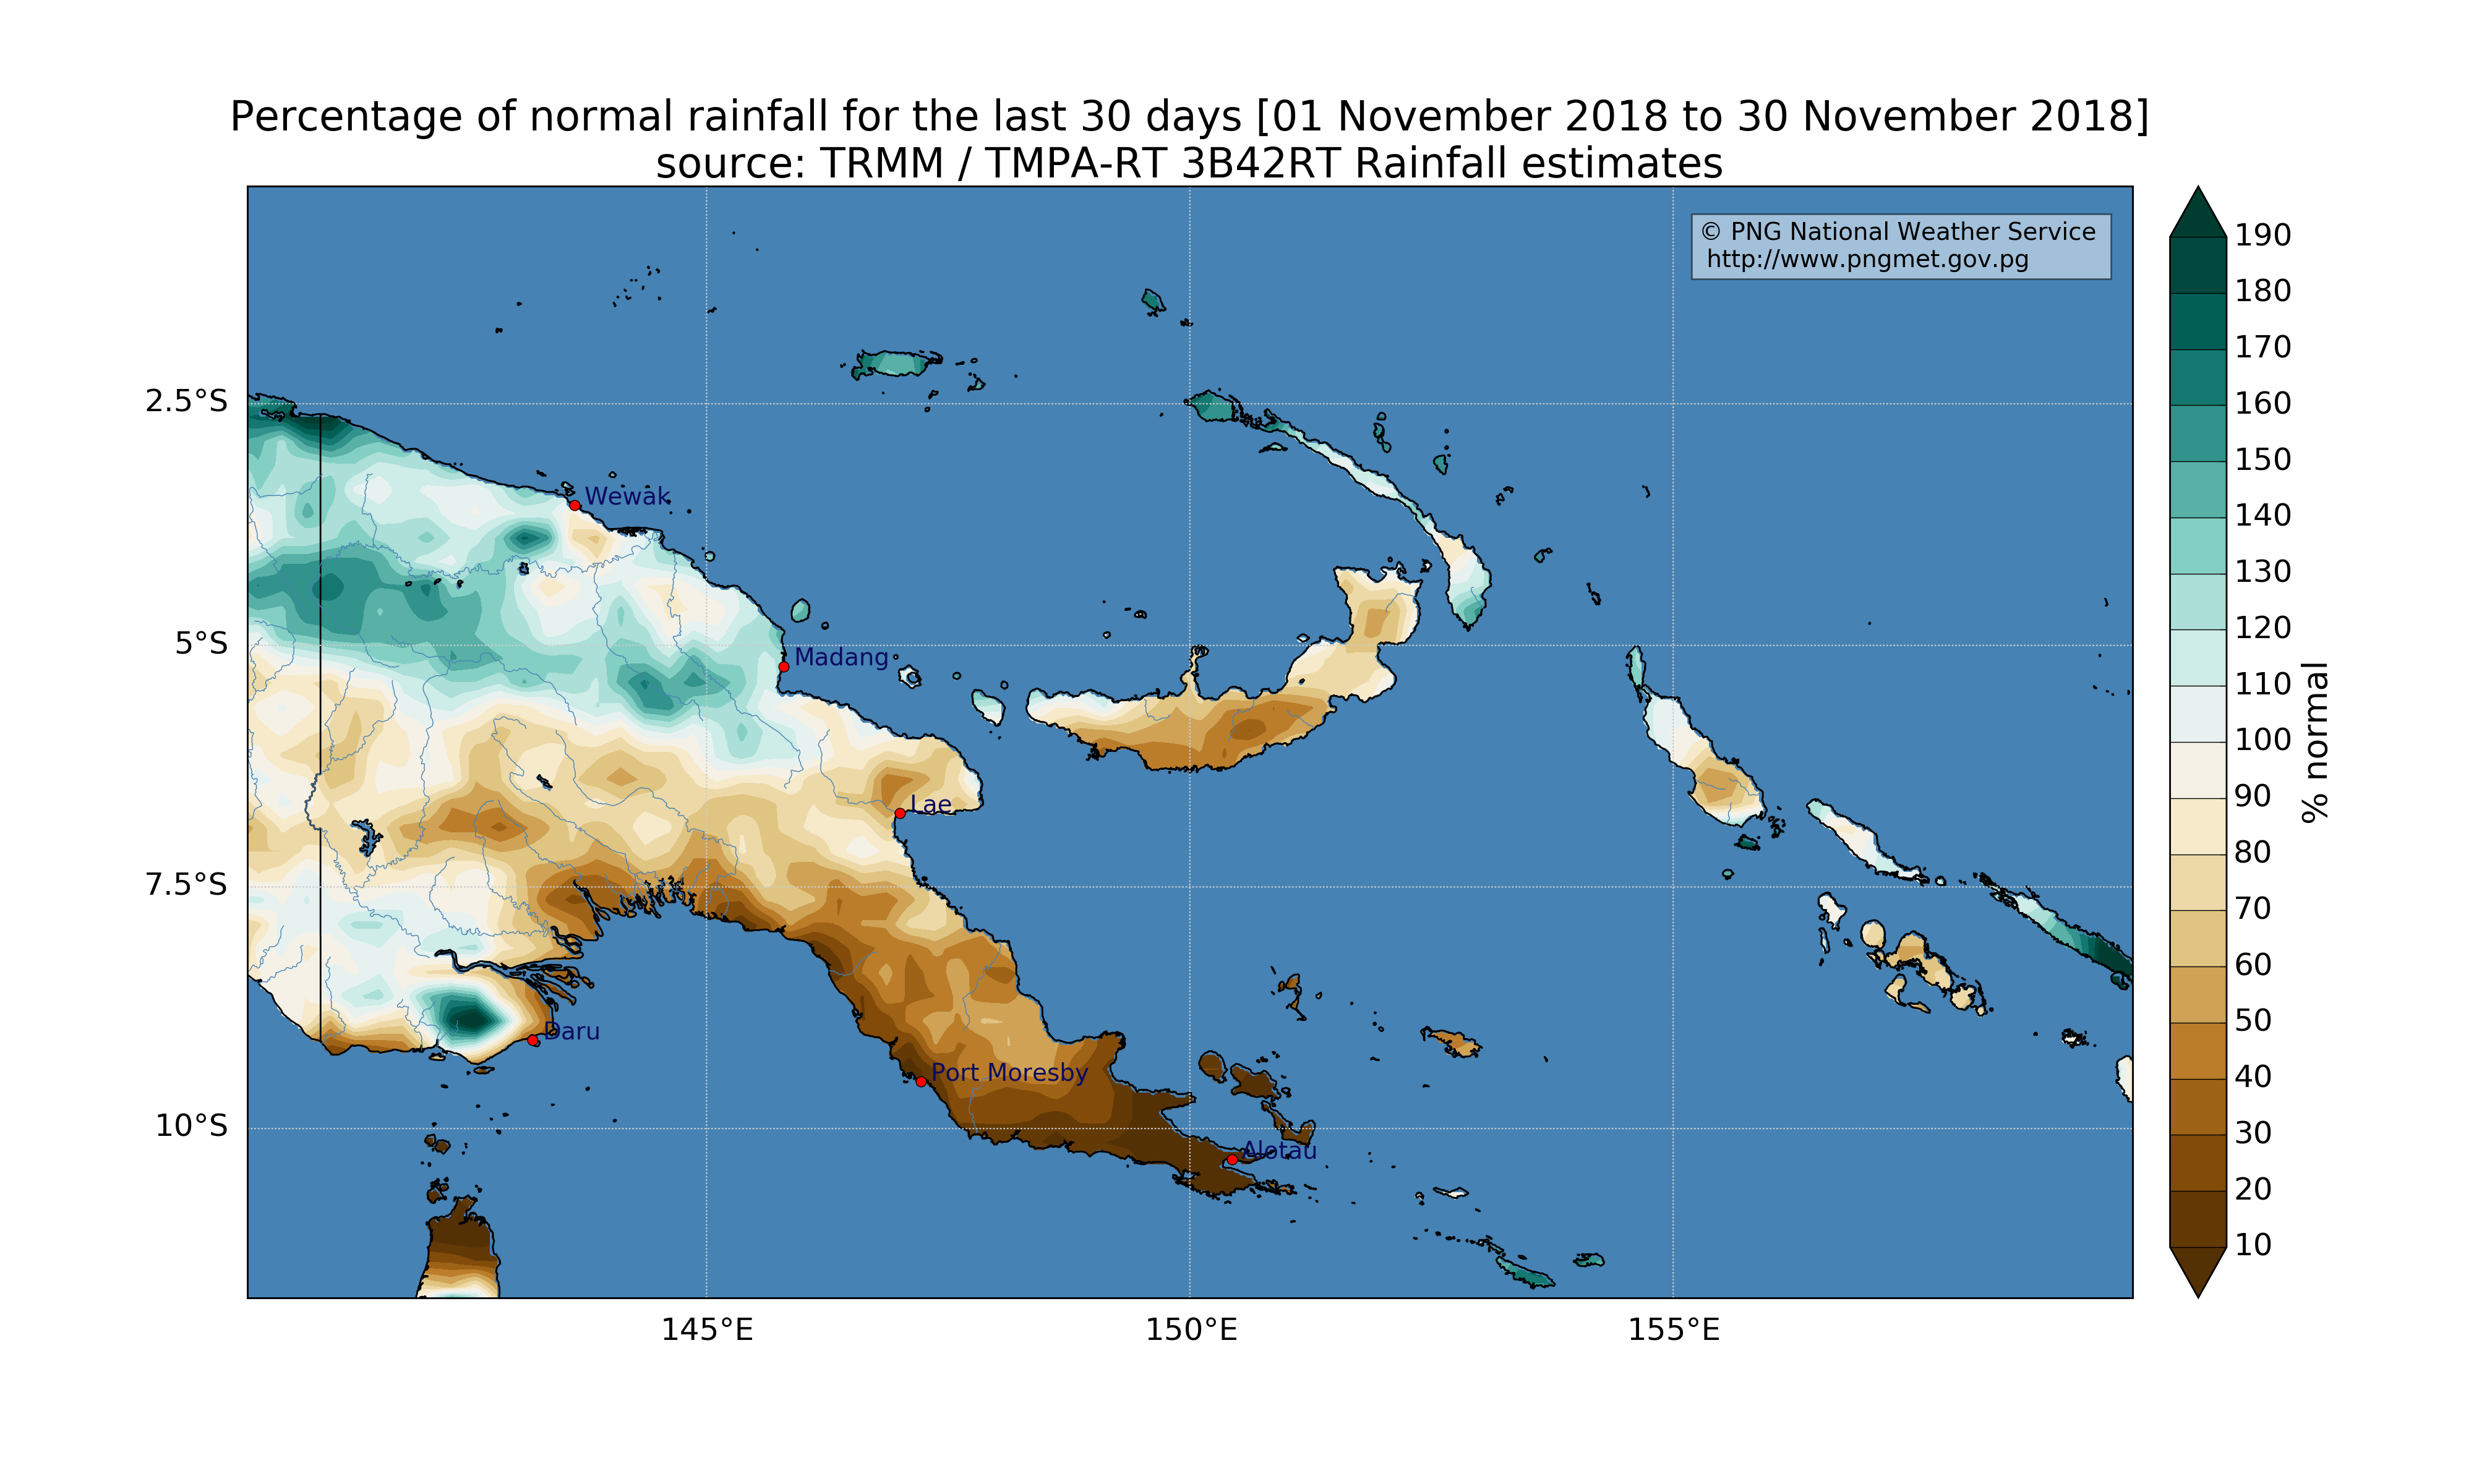 Percentage of normal rainfall for the last 30 days [01 November 2018 to 30 November 2018]
source: TRMM / TMPA-RT 3B42RT Rainfall estimates
© PNG National Weather Service
http://www.pngmet.gov.pg
190
180
170
160
150
140
130
120
110
100
90
80
70
60
50
40
30
20
10
% normal
2.5°S
5°S
7.5°S
10°S
Wewak
Madang
Lae
Daru
Port Moresby
Alotau
145°E
150°E
155°E